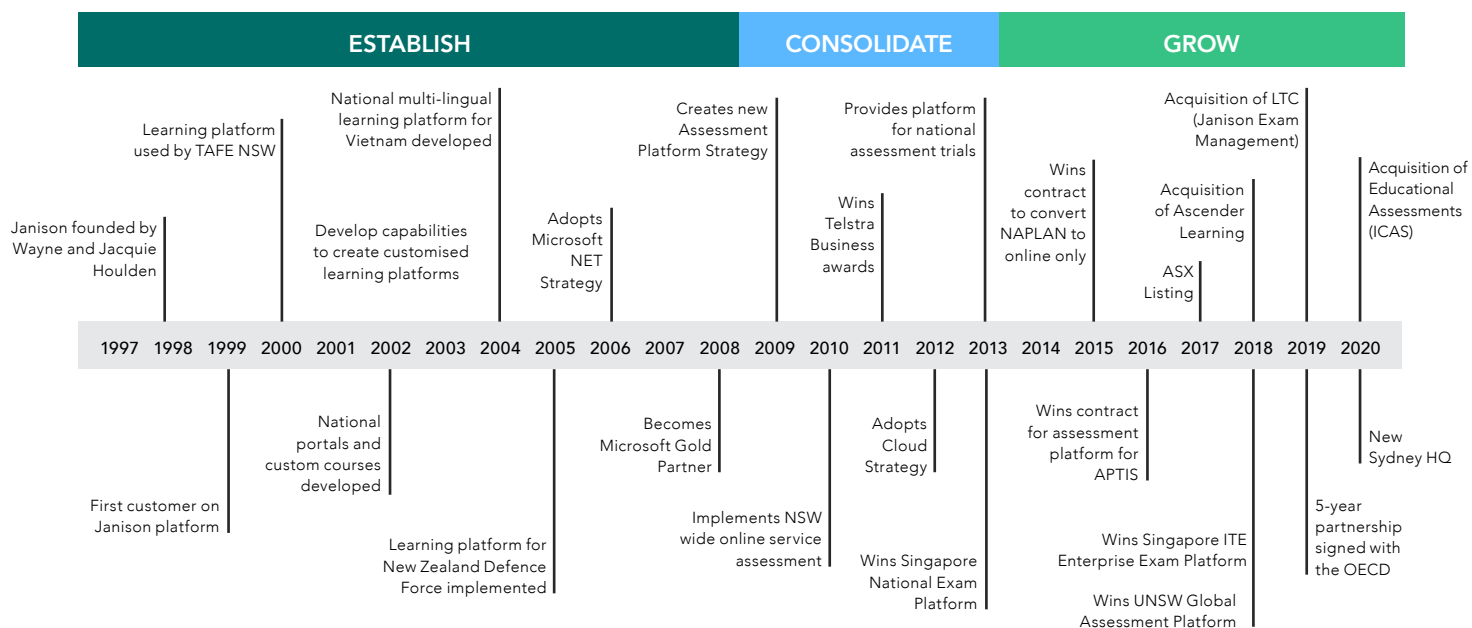 ESTABLISH
CONSOLIDATE
GROW
Janison founded by
Wayne and Jacquie
Houlden
Learning platform
used by TAFE NSW
National multi-lingual
learning platform for
Vietnam developed
Develop capabilities
to create customised
learning platforms
Adopts
Microsoft
NET
Strategy
Creates new
Assessment
Platform Strategy
Wins
Telstra
Business
awards
Provides platform
for national
assessment trials
Wins
contract
to convert
NAPLAN to
online only
ASX
Listing
Acquisition
of Ascender
Learning
Acquisition of LTC
(Janison Exam
Management)
Acquisition of
Educational
Assessments
(ICAS)
1997 1998 1999 2000 2001 2002 2003 2004 2005 2006 2007 2008 2009 2010 2011 2012 2013 2014 2015 2016 2017 2018 2019 2020
First customer on
Janison platform
National
portals and
custom courses
developed
Learning platform for
New Zealand Defence
Force implemented
Becomes
Microsoft Gold
Partner
Implements NSW
wide online service
assessment
Adopts
Cloud
Strategy
Wins Singapore
National Exam
Platform
Wins contract
for assessment
platform for
APTIS
Wins Singapore ITE
Enterprise Exam Platform
Wins UNSW Global
Assessment Platform
5-year
partnership
signed with
the OECD
New
Sydney HQ